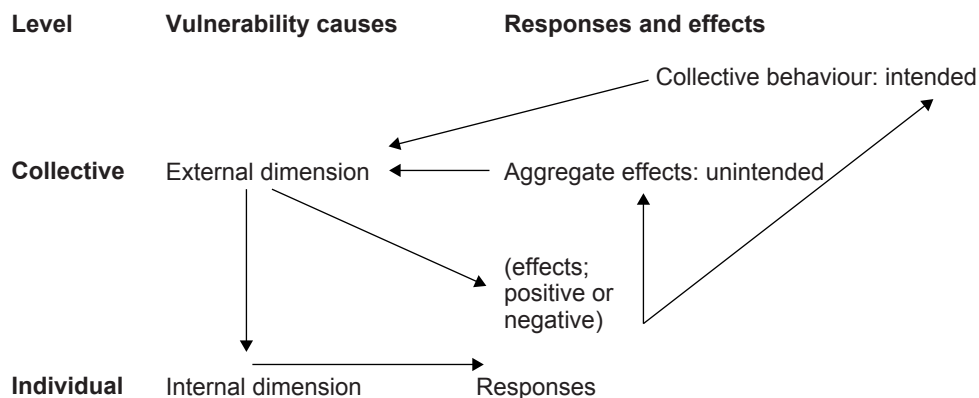 Level Vulnerability causes Responses and effects
Collective behaviour: intended
Collective External dimension Aggregate effects: unintended
(effects;
positive or
negative)
Individual Internal dimension Responses